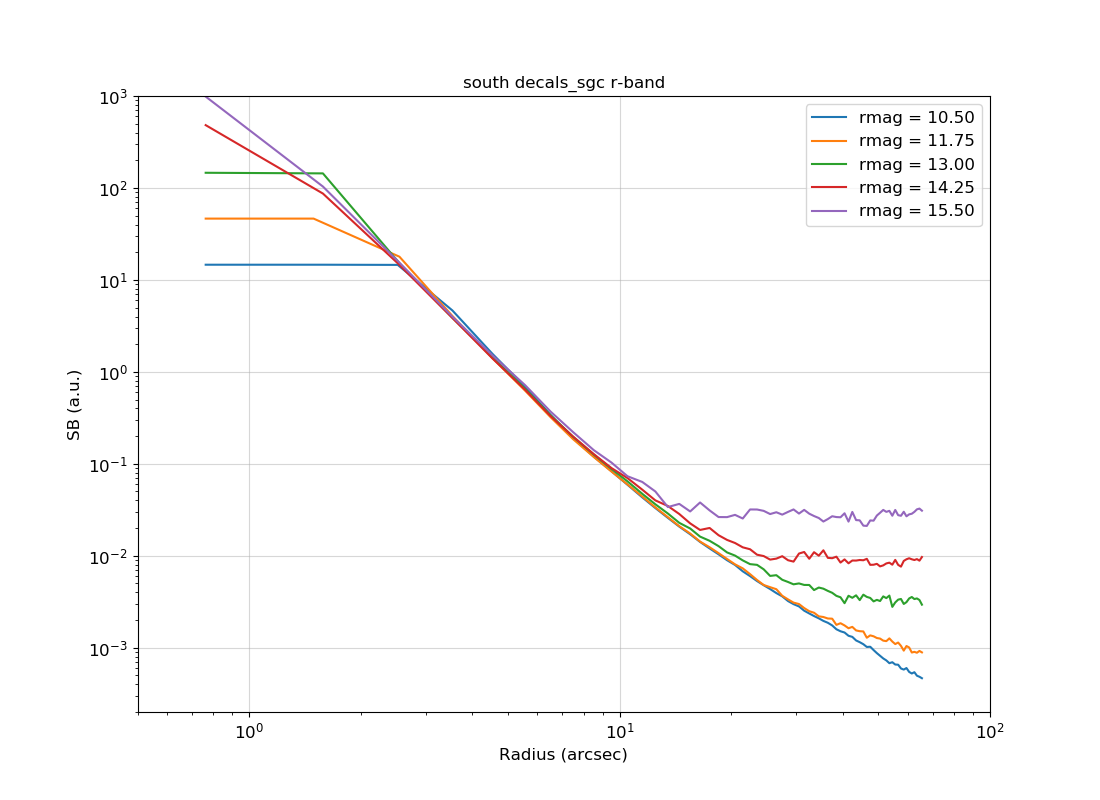 south decals_sgc r-band
rmag = 10.50
rmag = 11.75
rmag = 13.00
rmag = 14.25
rmag = 15.50
SB (a.u.)
10³
10²
10¹
10⁰
10⁻¹
10⁻²
10⁻³
10⁰ 10¹ 10²
Radius (arcsec)